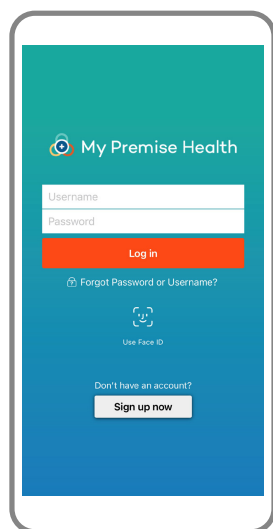 My Premise Health
Username
Password
Log in
Forgot Password or Username?
Use Face ID
Don't have an account?
Sign up now